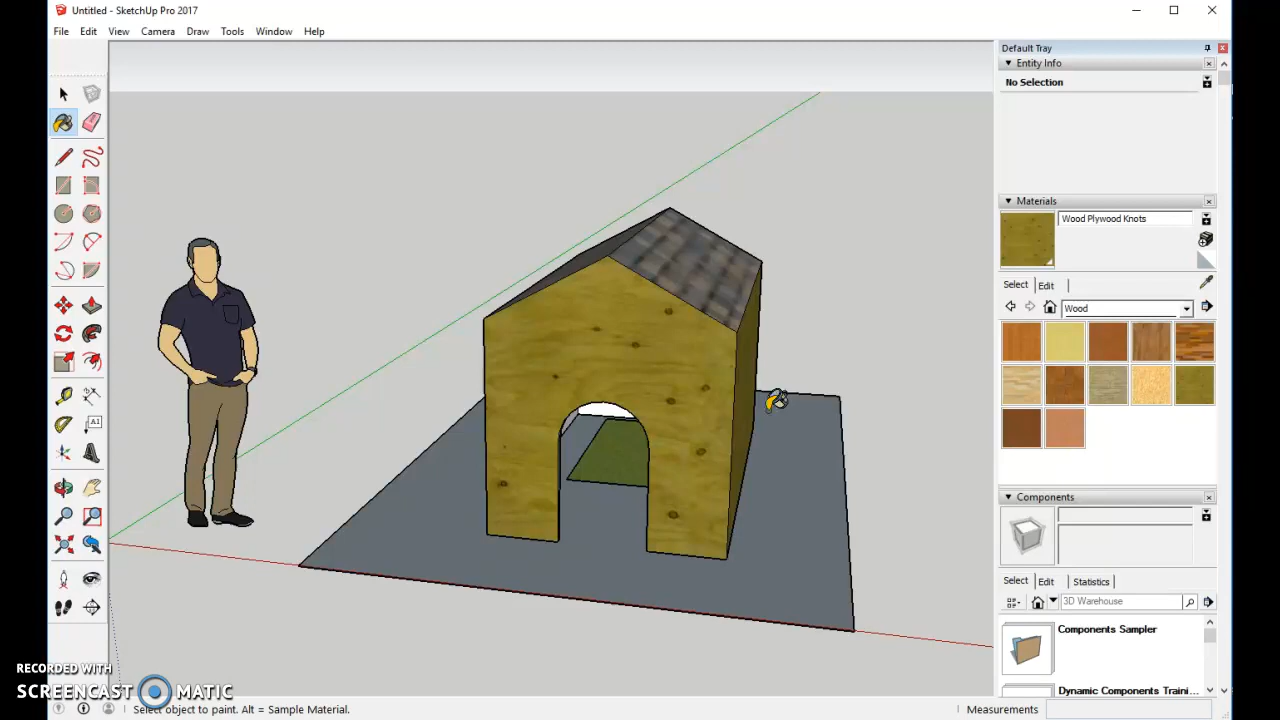 Untitled - SketchUp Pro 2017
File Edit View Camera Draw Tools Window Help
Default Tray
Entity Info
No Selection
Materials
Wood Plywood Knots
Select Edit
Wood
Components
Select Edit Statistics
3D Warehouse
Components Sampler
Dynamic Components Traini...
A1
RECORDED WITH
SCREENCAST MATIC
Select object to paint. Alt = Sample Material.
Measurements